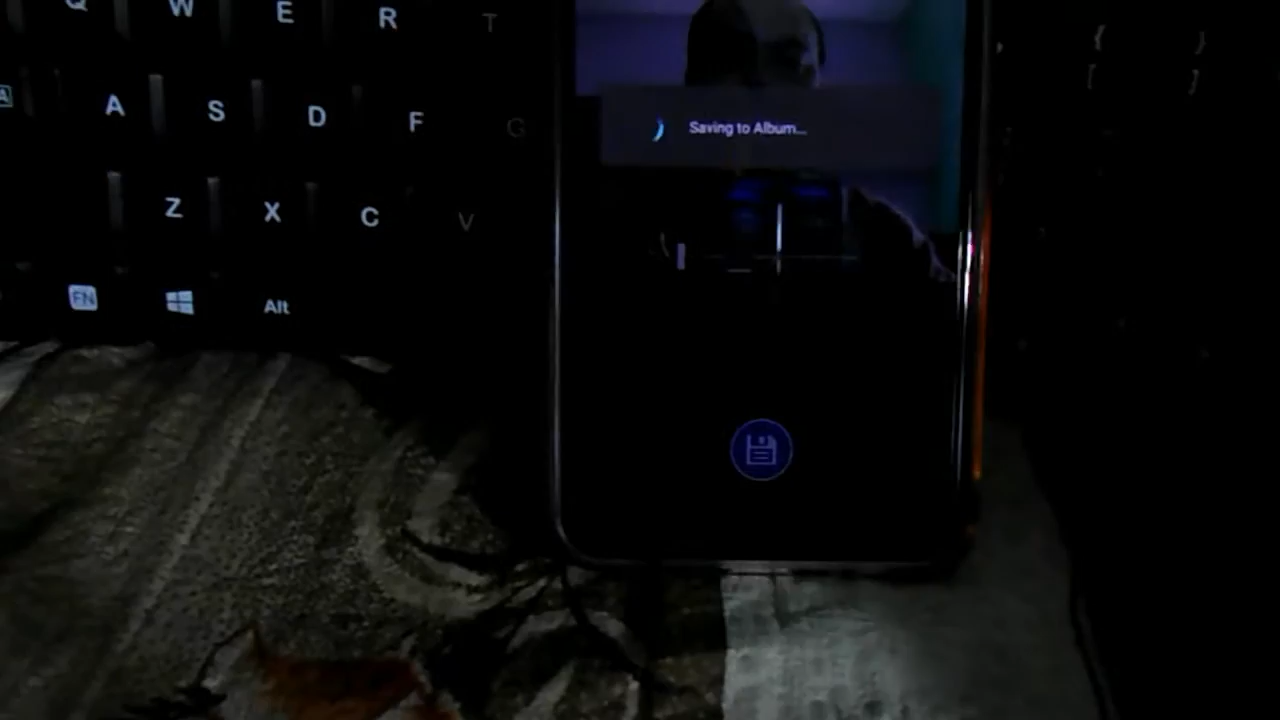 Q W E R T
{ }
[ ]
A
A S D F G
Saving to Album...
Z X C V
FN Alt